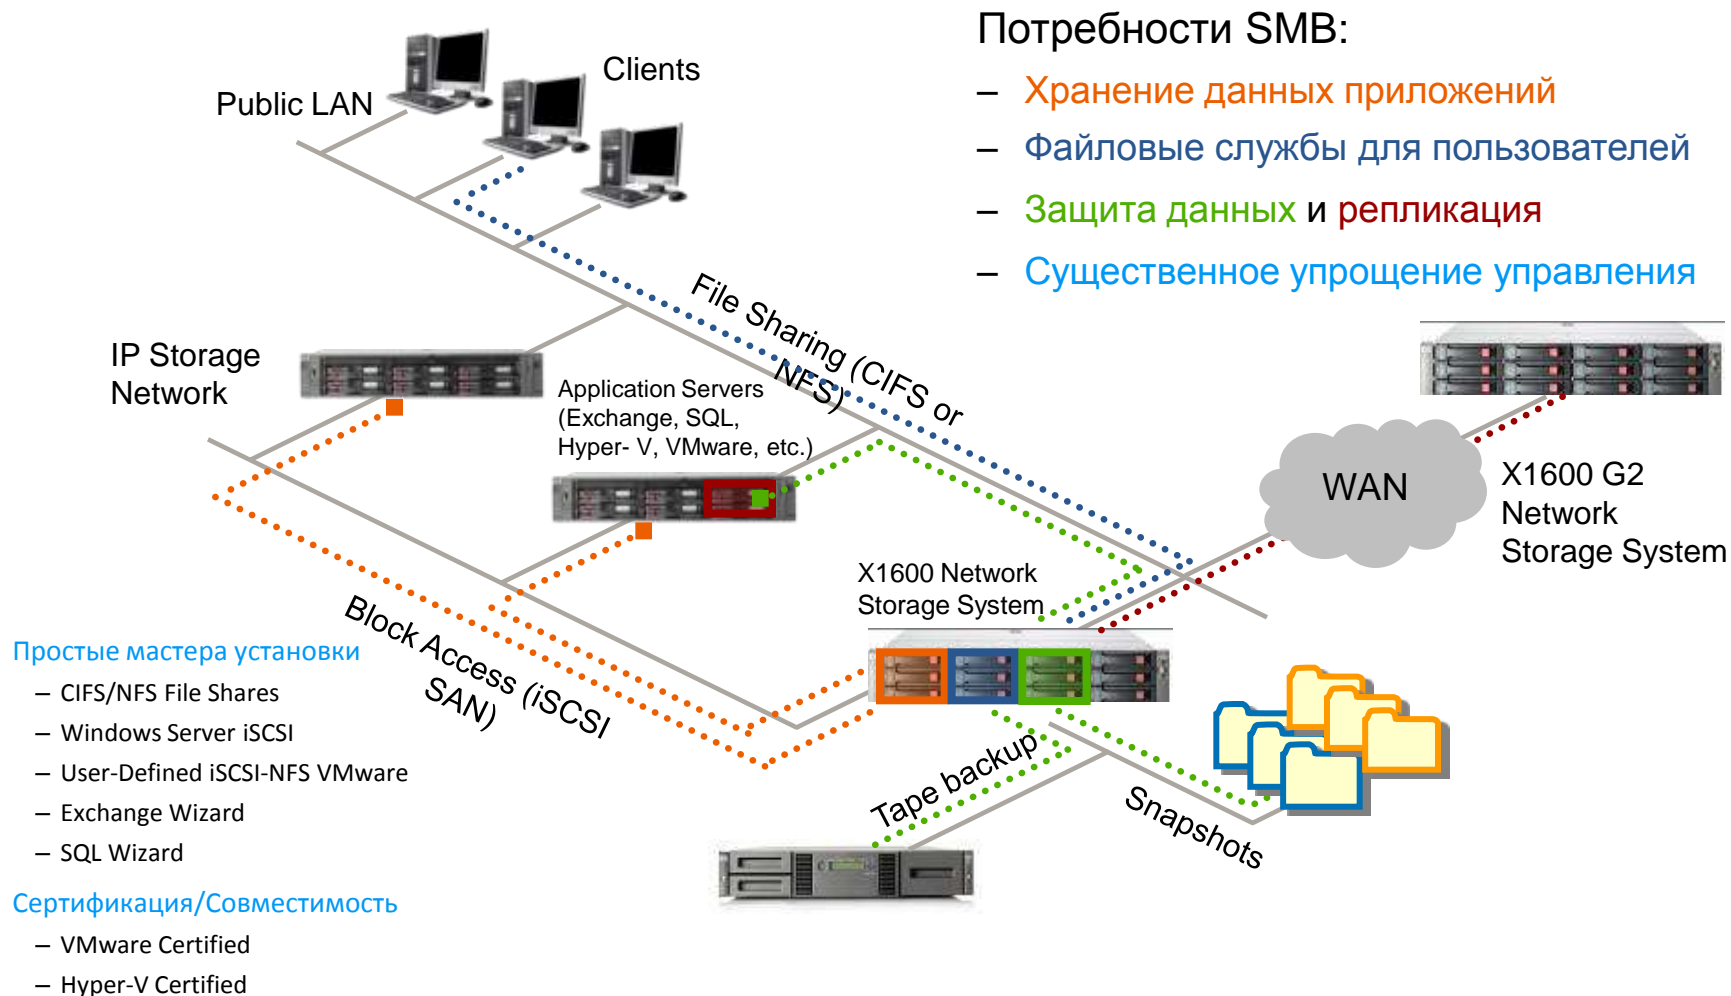 Потребности SMB:
– Хранение данных приложений
– Файловые службы для пользователей
– Защита данных и репликация
– Существенное упрощение управления
Clients
Public LAN
File Sharing (CIFS or
NFS)
IP Storage
Network
Application Servers
(Exchange, SQL,
Hyper- V, VMware, etc.)
WAN
X1600 G2
Network
Storage System
X1600 Network
Storage System
Block Access (iSCSI
SAN)
Tape backup
Snapshots
Простые мастера установки
– CIFS/NFS File Shares
– Windows Server iSCSI
– User-Defined iSCSI-NFS VMware
– Exchange Wizard
– SQL Wizard
Сертификация/Совместимость
– VMware Certified
– Hyper-V Certified